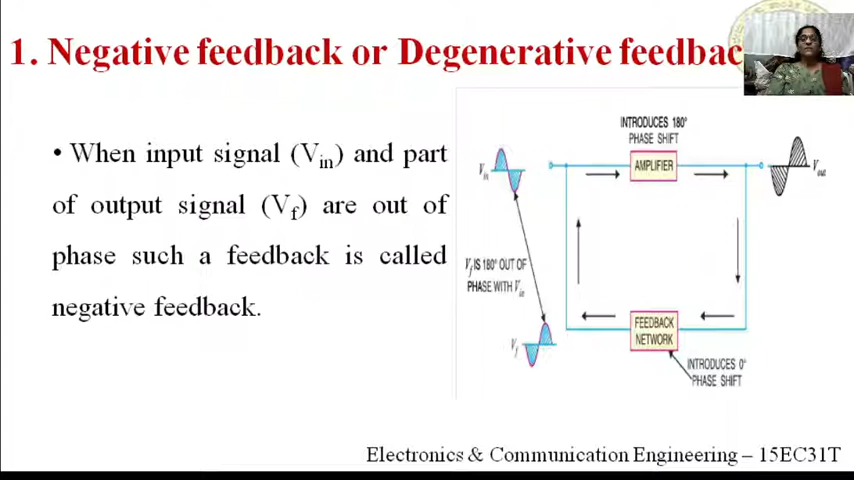 1. Negative feedback or Degenerative feedbac
• When input signal (Vin) and part
of output signal (Vf) are out of
phase such a feedback is called
negative feedback.
INTRODUCES 180°
PHASE SHIFT
AMPLIFIER
Vin
Vout
Vf IS 180° OUT OF
PHASE WITH Vin
Vf
FEEDBACK
NETWORK
INTRODUCES 0°
PHASE SHIFT
Electronics & Communication Engineering – 15EC31T